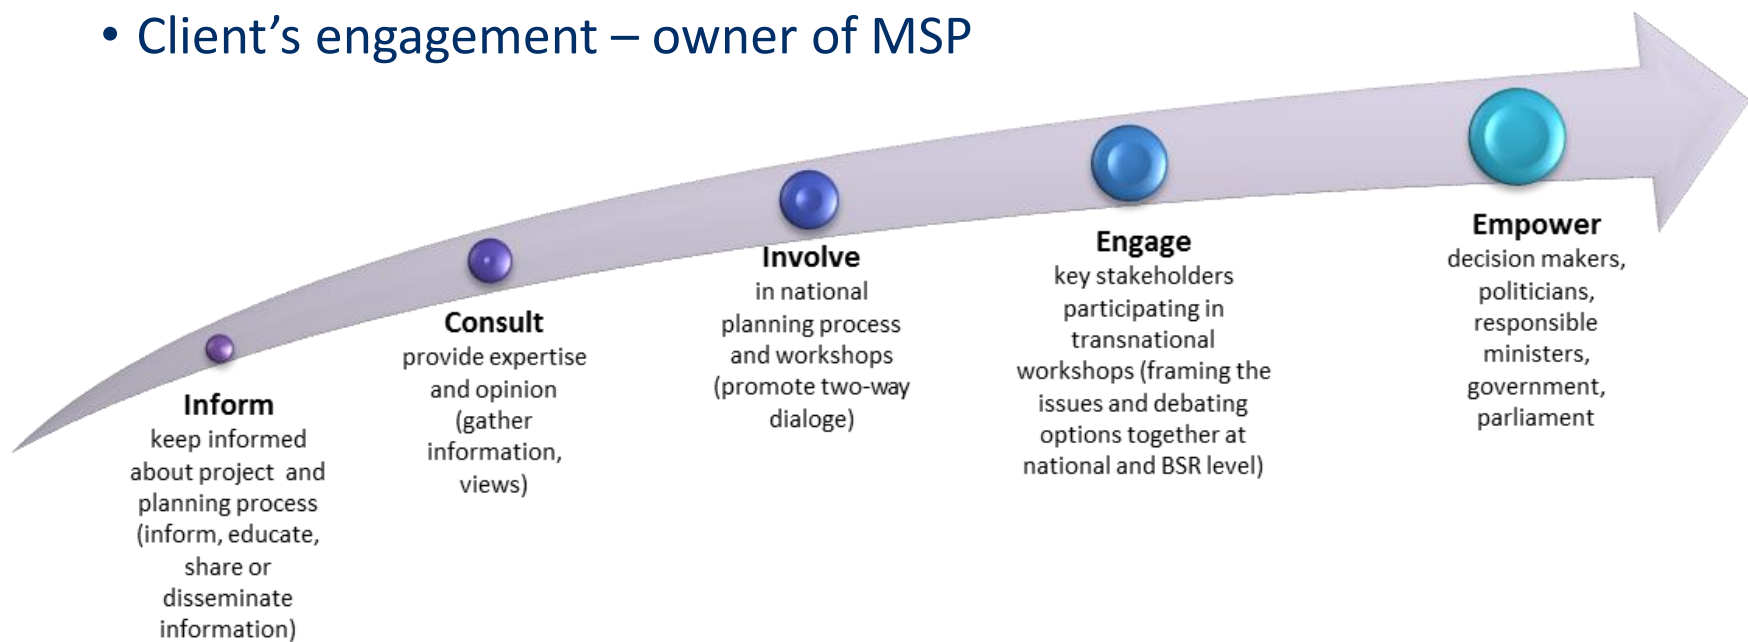 • Client’s engagement – owner of MSP
Inform
keep informed
about project and
planning process
(inform, educate,
share or
disseminate
information)
Consult
provide expertise
and opinion
(gather
information,
views)
Involve
in national
planning process
and workshops
(promote two-way
dialoge)
Engage
key stakeholders
participating in
transnational
workshops (framing the
issues and debating
options together at
national and BSR level)
Empower
decision makers,
politicians,
responsible
ministers,
government,
parliament